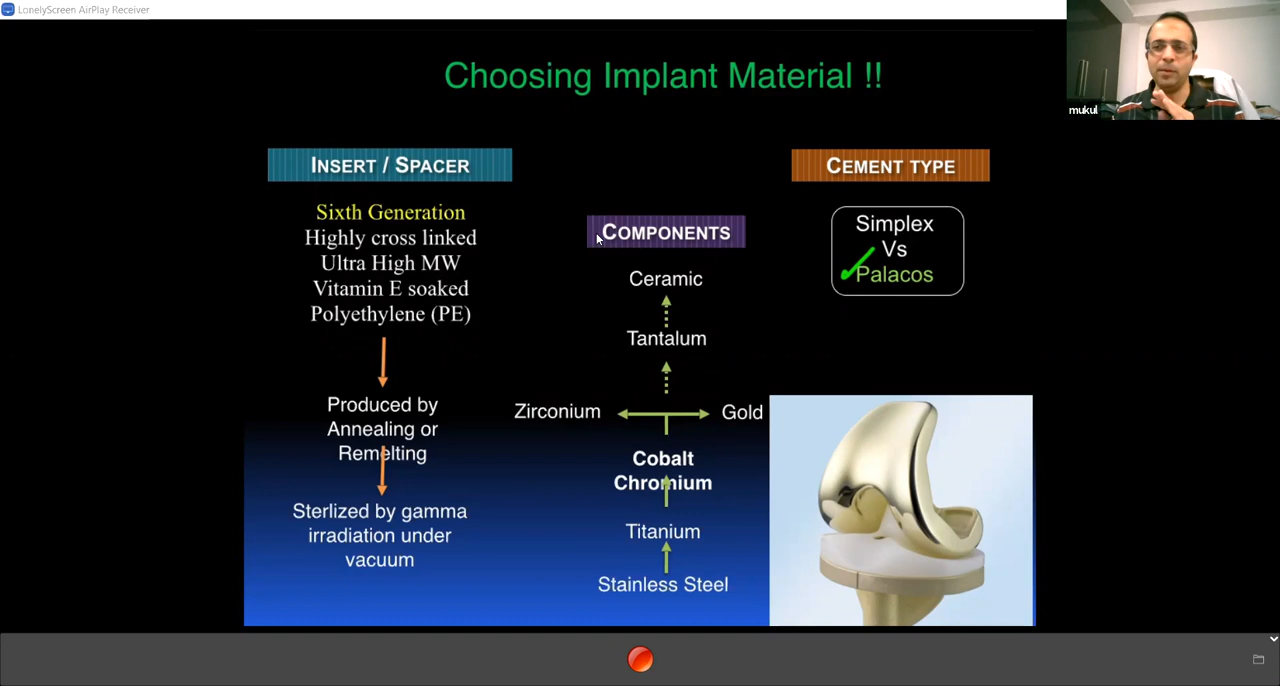 LonelyScreen AirPlay Receiver
mukul
Choosing Implant Material !!
INSERT / SPACER
Sixth Generation
Highly cross linked
Ultra High MW
Vitamin E soaked
Polyethylene (PE)
Produced by
Annealing or
Remelting
Sterlized by gamma
irradiation under
vacuum
COMPONENTS
Ceramic
Tantalum
Zirconium
Gold
Cobalt
Chromium
Titanium
Stainless Steel
CEMENT TYPE
Simplex
Vs
Palacos